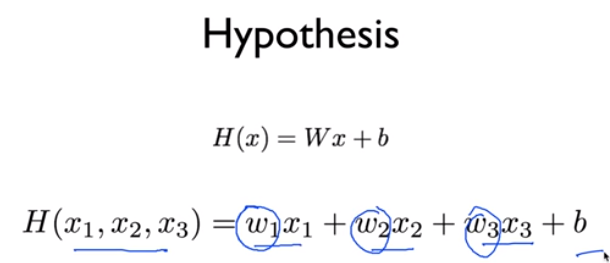 Hypothesis
H(x) = Wx + b
H(x₁, x₂, x₃) = w₁x₁ + w₂x₂ + w₃x₃ + b